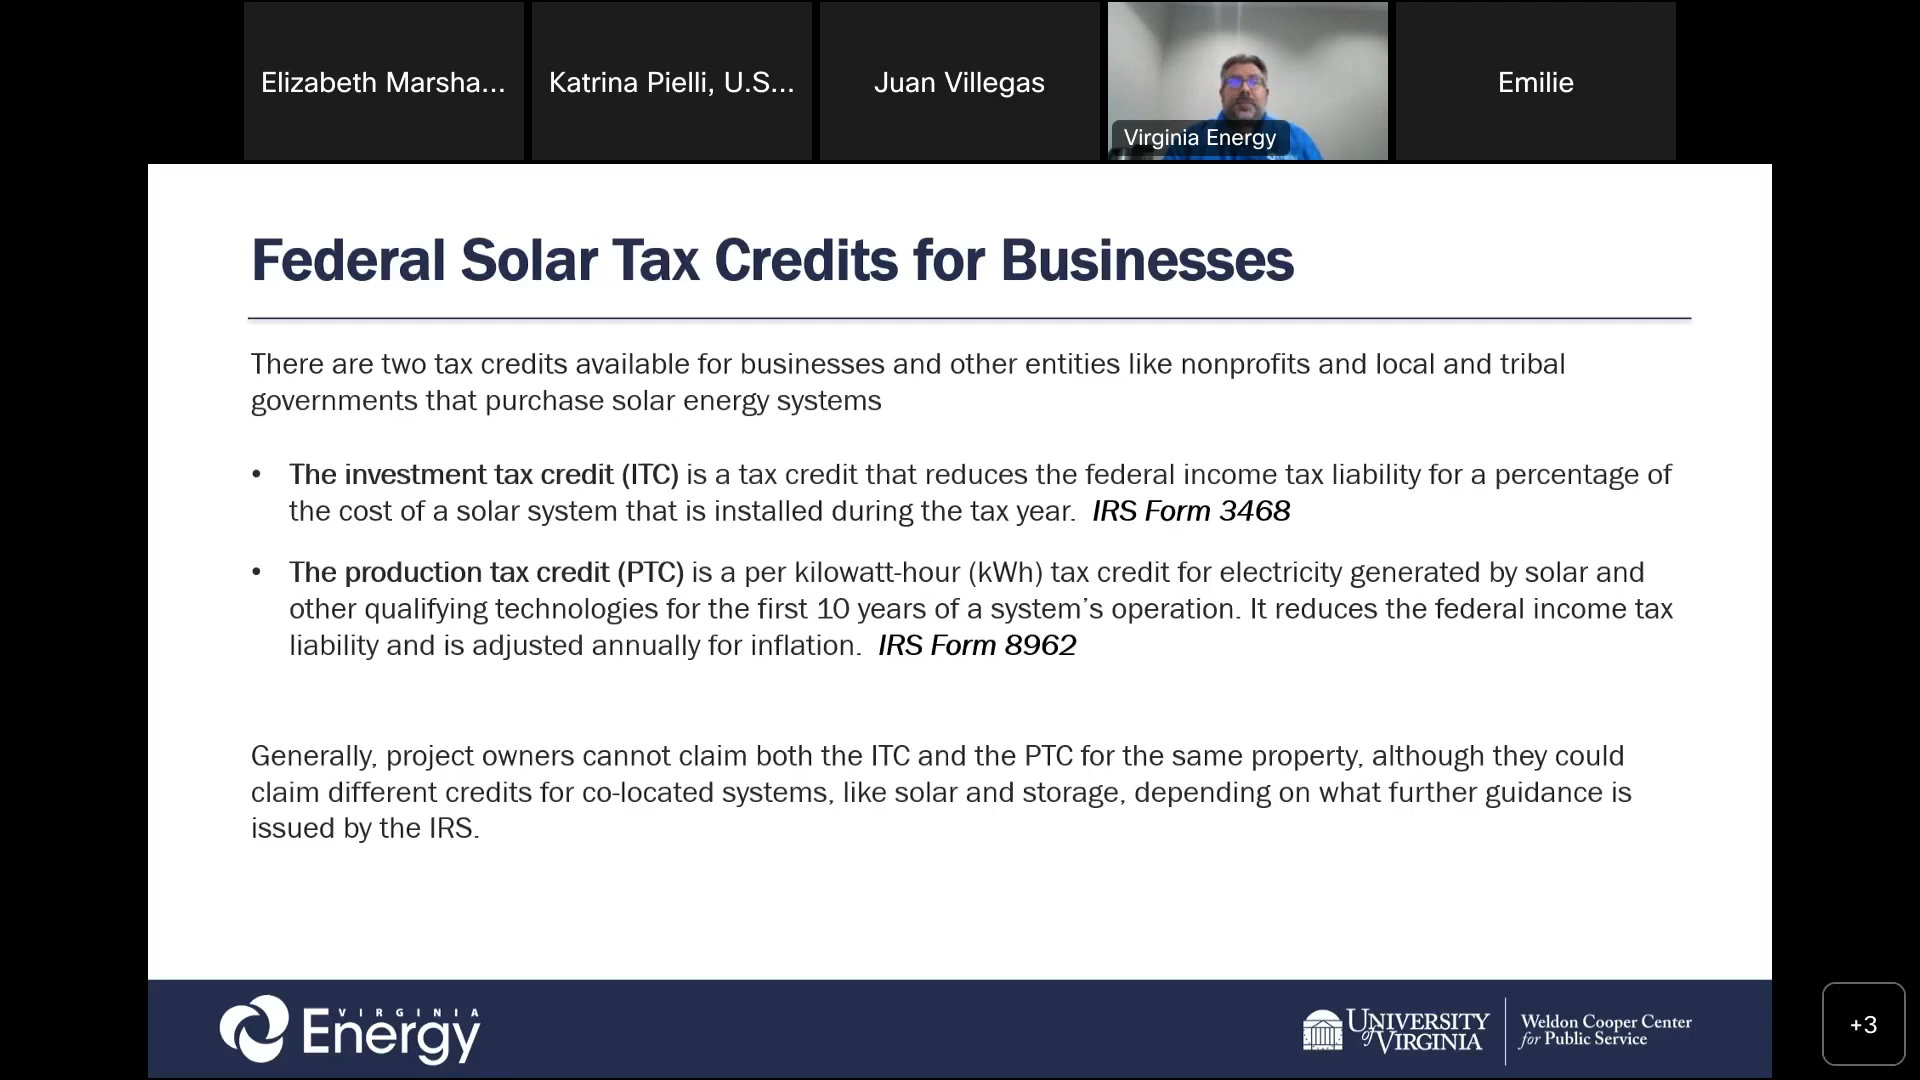 Elizabeth Marsha...
Katrina Pielli, U.S...
Juan Villegas
Virginia Energy
Emilie
Federal Solar Tax Credits for Businesses
There are two tax credits available for businesses and other entities like nonprofits and local and tribal
governments that purchase solar energy systems
• The investment tax credit (ITC) is a tax credit that reduces the federal income tax liability for a percentage of
the cost of a solar system that is installed during the tax year. IRS Form 3468
• The production tax credit (PTC) is a per kilowatt-hour (kWh) tax credit for electricity generated by solar and
other qualifying technologies for the first 10 years of a system’s operation. It reduces the federal income tax
liability and is adjusted annually for inflation. IRS Form 8962
Generally, project owners cannot claim both the ITC and the PTC for the same property, although they could
claim different credits for co-located systems, like solar and storage, depending on what further guidance is
issued by the IRS.
VIRGINIA
Energy
UNIVERSITY
of VIRGINIA
Weldon Cooper Center
for Public Service
+3